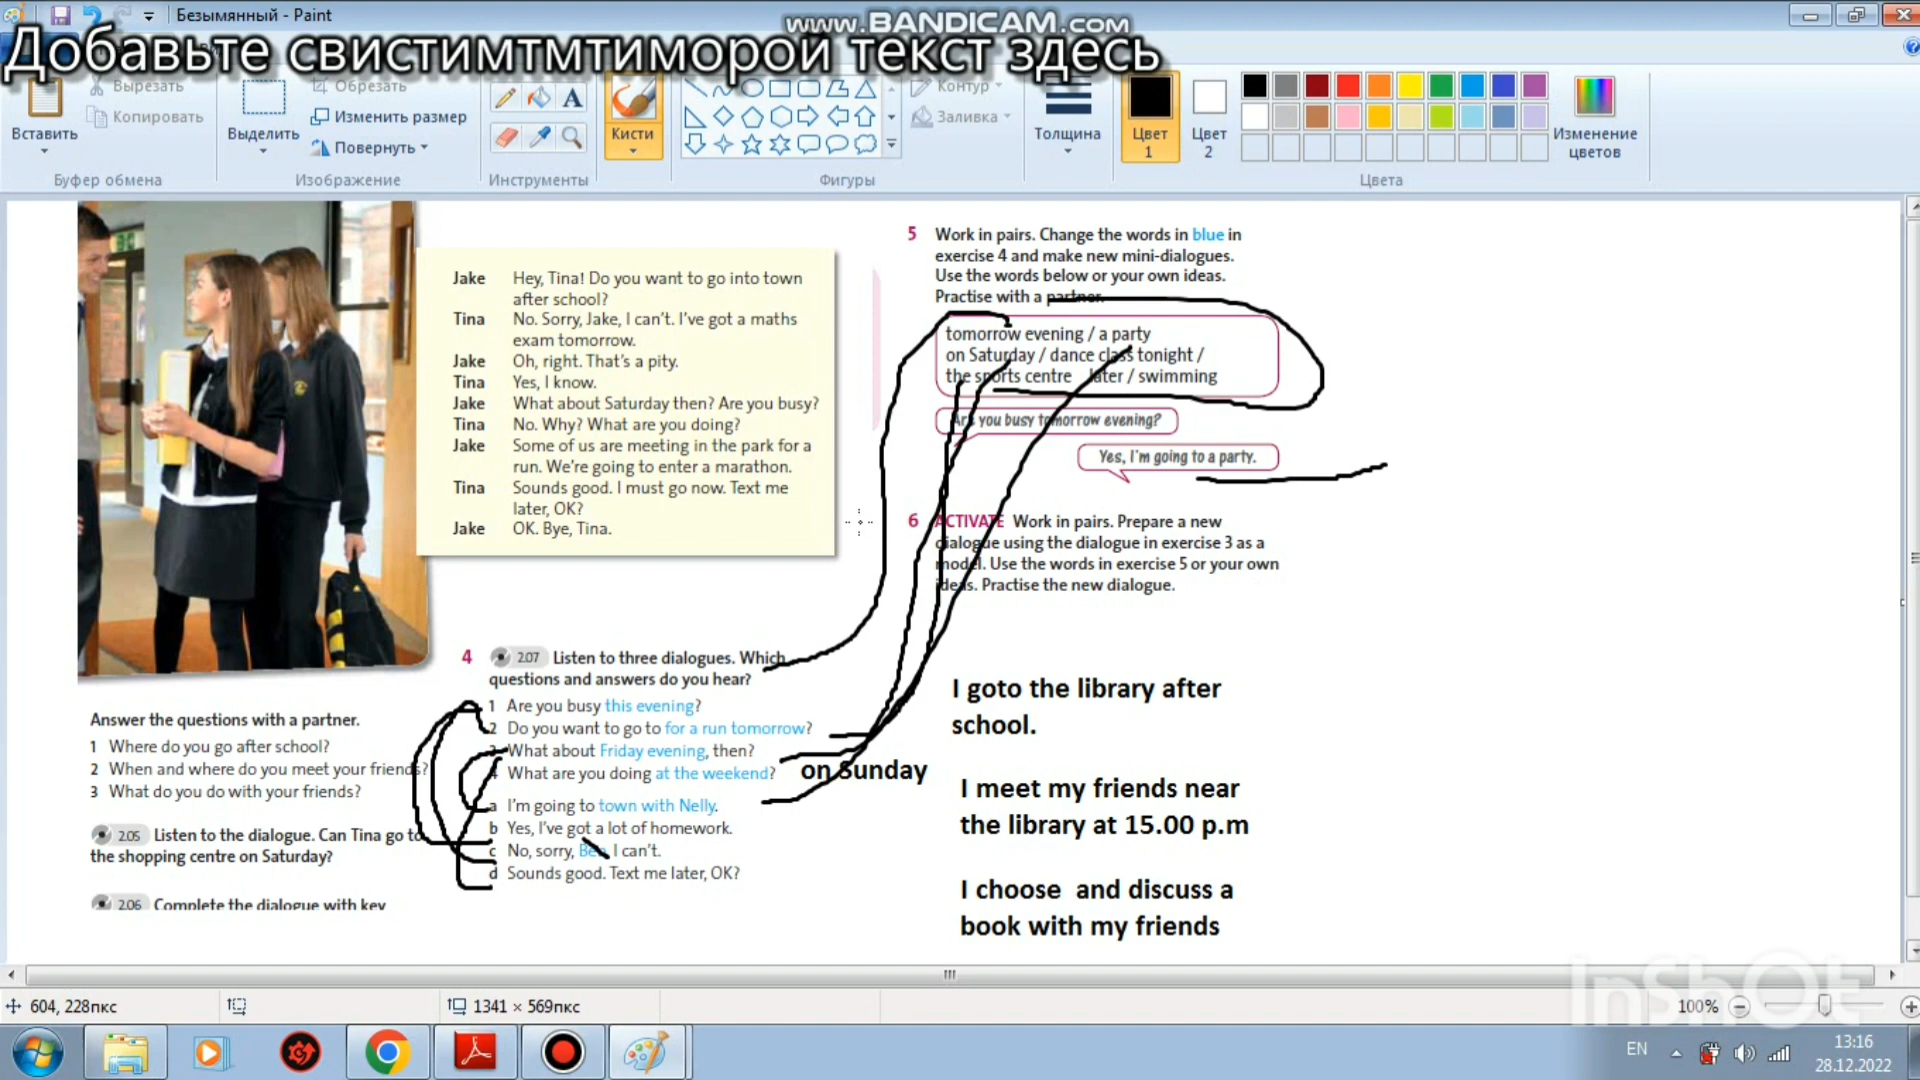 Безымянный - Paint
www.BANDICAM.com
Добавьте свистимтмтиморой текст здесь
Вставить
Вырезать
Копировать
Буфер обмена
Выделить
Обрезать
Изменить размер
Повернуть
Изображение
Инструменты
Кисти
Фигуры
Контур
Заливка
Толщина
Цвет 1
Цвет 2
Изменение цветов
Цвета
Jake Hey, Tina! Do you want to go into town
after school?
Tina No. Sorry, Jake, I can't. I've got a maths
exam tomorrow.
Jake Oh, right. That's a pity.
Tina Yes, I know.
Jake What about Saturday then? Are you busy?
Tina No. Why? What are you doing?
Jake Some of us are meeting in the park for a
run. We're going to enter a marathon.
Tina Sounds good. I must go now. Text me
later, OK?
Jake OK. Bye, Tina.
Answer the questions with a partner.
1 Where do you go after school?
2 When and where do you meet your friends?
3 What do you do with your friends?
2.05 Listen to the dialogue. Can Tina go to
the shopping centre on Saturday?
2.06 Complete the dialogue with key
4 2.07 Listen to three dialogues. Which
questions and answers do you hear?
1 Are you busy this evening?
2 Do you want to go to for a run tomorrow?
3 What about Friday evening, then?
4 What are you doing at the weekend?
on Sunday
a I'm going to town with Nelly.
b Yes, I've got a lot of homework.
c No, sorry, Ben, I can't.
d Sounds good. Text me later, OK?
5 Work in pairs. Change the words in blue in
exercise 4 and make new mini-dialogues.
Use the words below or your own ideas.
Practise with a partner.
tomorrow evening / a party
on Saturday / dance class tonight /
the sports centre later / swimming
Are you busy tomorrow evening?
Yes, I'm going to a party.
6 ACTIVATE Work in pairs. Prepare a new
dialogue using the dialogue in exercise 3 as a
model. Use the words in exercise 5 or your own
ideas. Practise the new dialogue.
I goto the library after
school.
I meet my friends near
the library at 15.00 p.m
I choose and discuss a
book with my friends
InShOt
604, 228пкс
1341 × 569пкс
100%
EN
13:16
28.12.2022